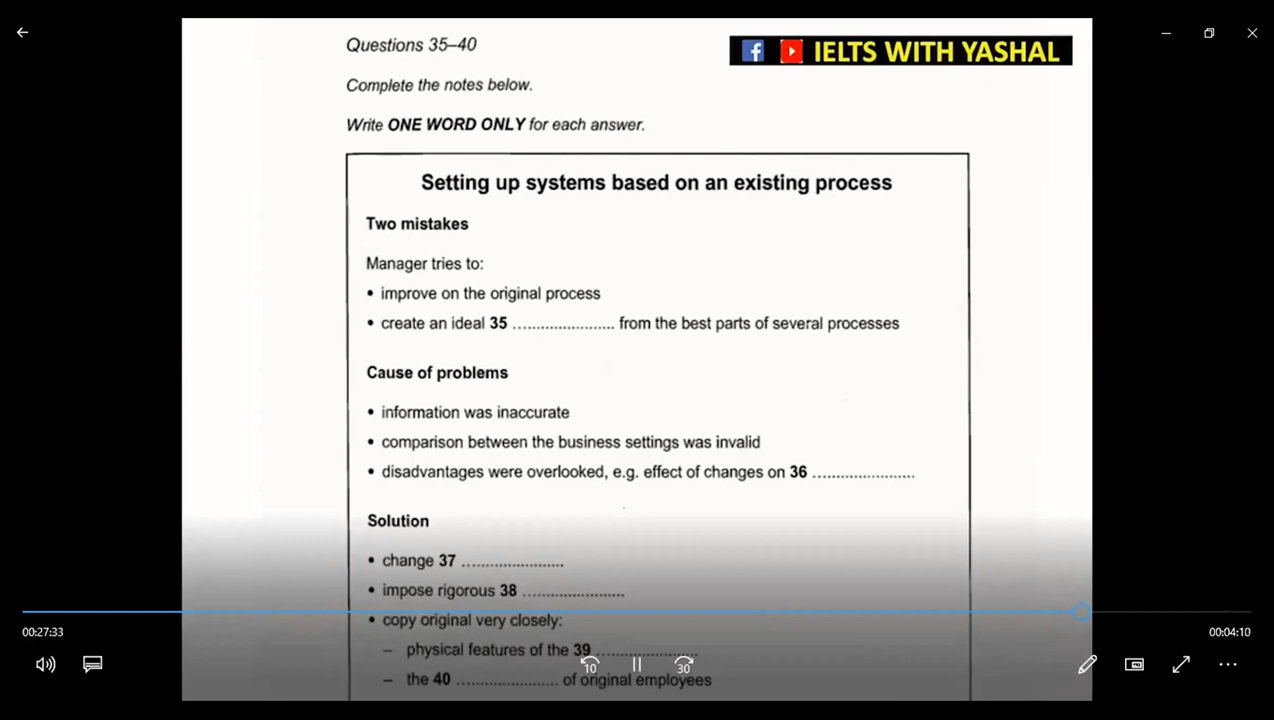 Questions 35–40
IELTS WITH YASHAL
Complete the notes below.
Write ONE WORD ONLY for each answer.
Setting up systems based on an existing process
Two mistakes
Manager tries to:
• improve on the original process
• create an ideal 35 ...................... from the best parts of several processes
Cause of problems
• information was inaccurate
• comparison between the business settings was invalid
• disadvantages were overlooked, e.g. effect of changes on 36 ......................
Solution
• change 37 ......................
• impose rigorous 38 ......................
• copy original very closely:
– physical features of the 39 ......................
– the 40 ...................... of original employees
00:27:33
00:04:10
10
30